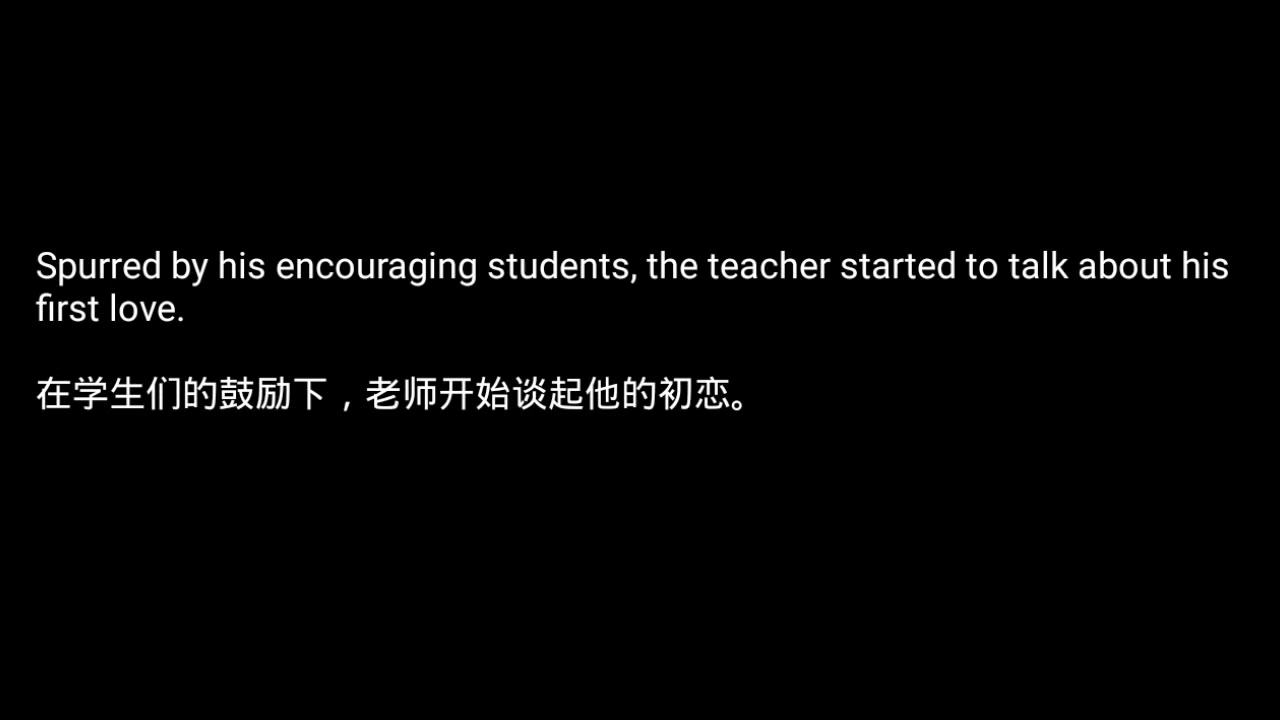 Spurred by his encouraging students, the teacher started to talk about his
first love.
在学生们的鼓励下，老师开始谈起他的初恋。